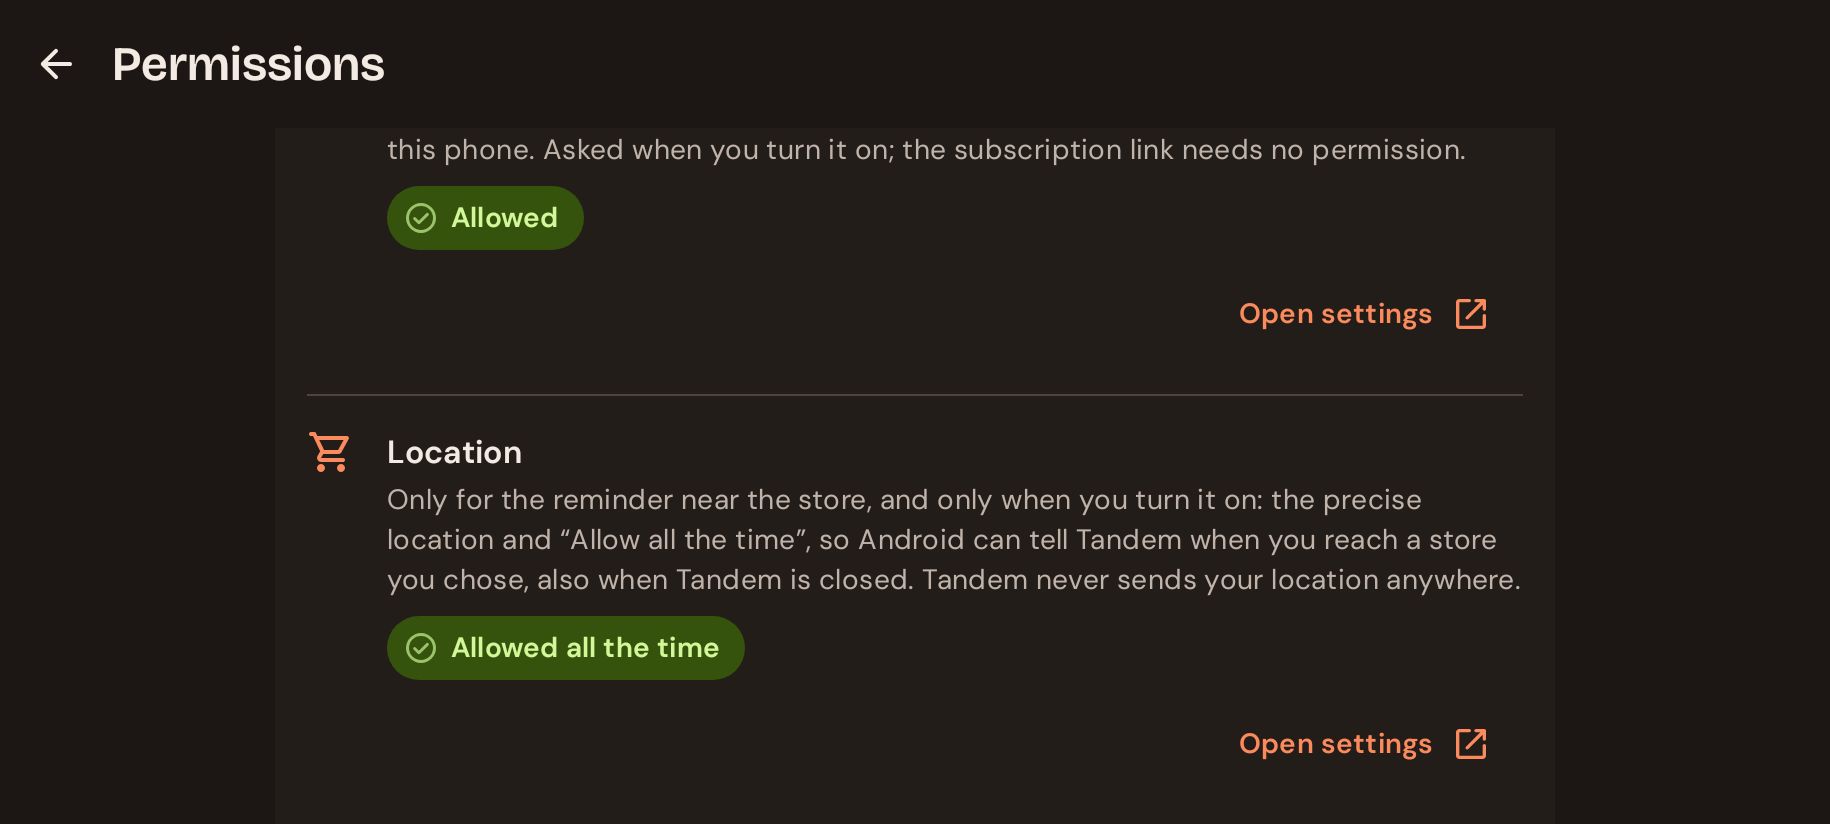 Permissions
this phone. Asked when you turn it on; the subscription link needs no permission.
Allowed
Open settings
Location
Only for the reminder near the store, and only when you turn it on: the precise
location and “Allow all the time”, so Android can tell Tandem when you reach a store
you chose, also when Tandem is closed. Tandem never sends your location anywhere.
Allowed all the time
Open settings